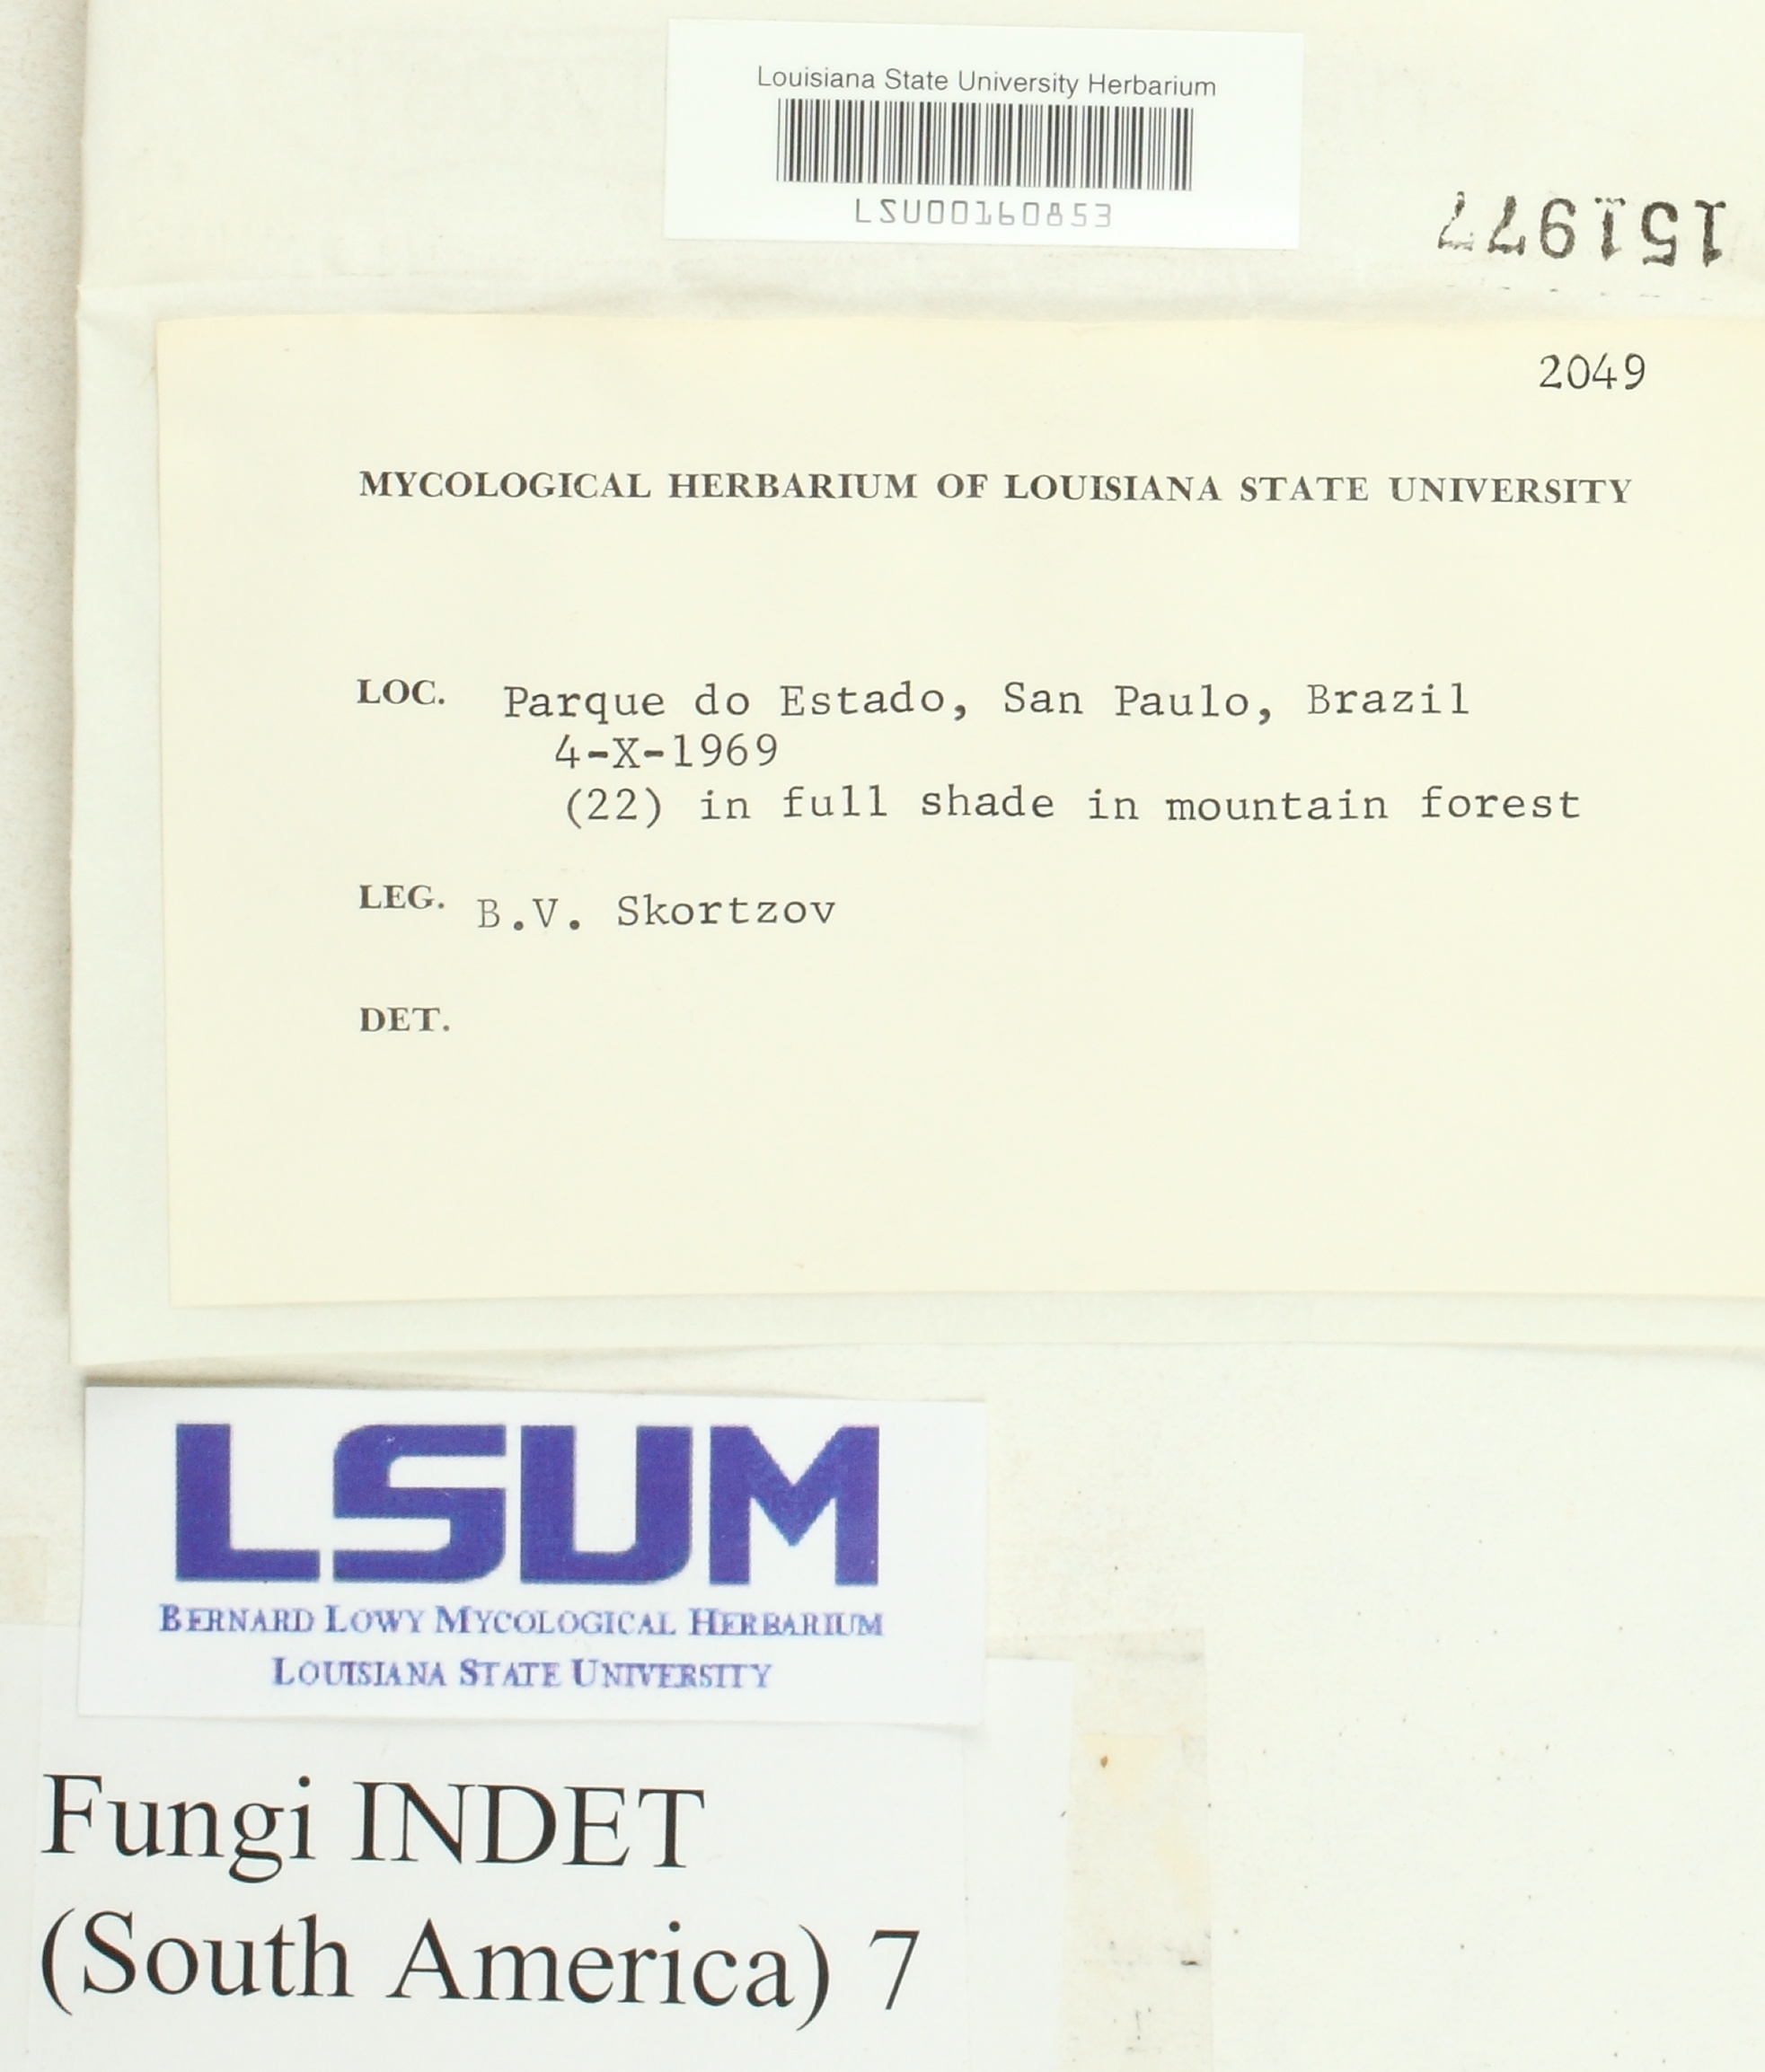 Louisiana State University Herbarium
LSU00160853
151977
2049
MYCOLOGICAL HERBARIUM OF LOUISIANA STATE UNIVERSITY
LOC. Parque do Estado, San Paulo, Brazil
4-X-1969
(22) in full shade in mountain forest
LEG. B.V. Skortzov
DET.
LSUM
BERNARD LOWY MYCOLOGICAL HERBARIUM
LOUISIANA STATE UNIVERSITY
Fungi INDET
(South America) 7